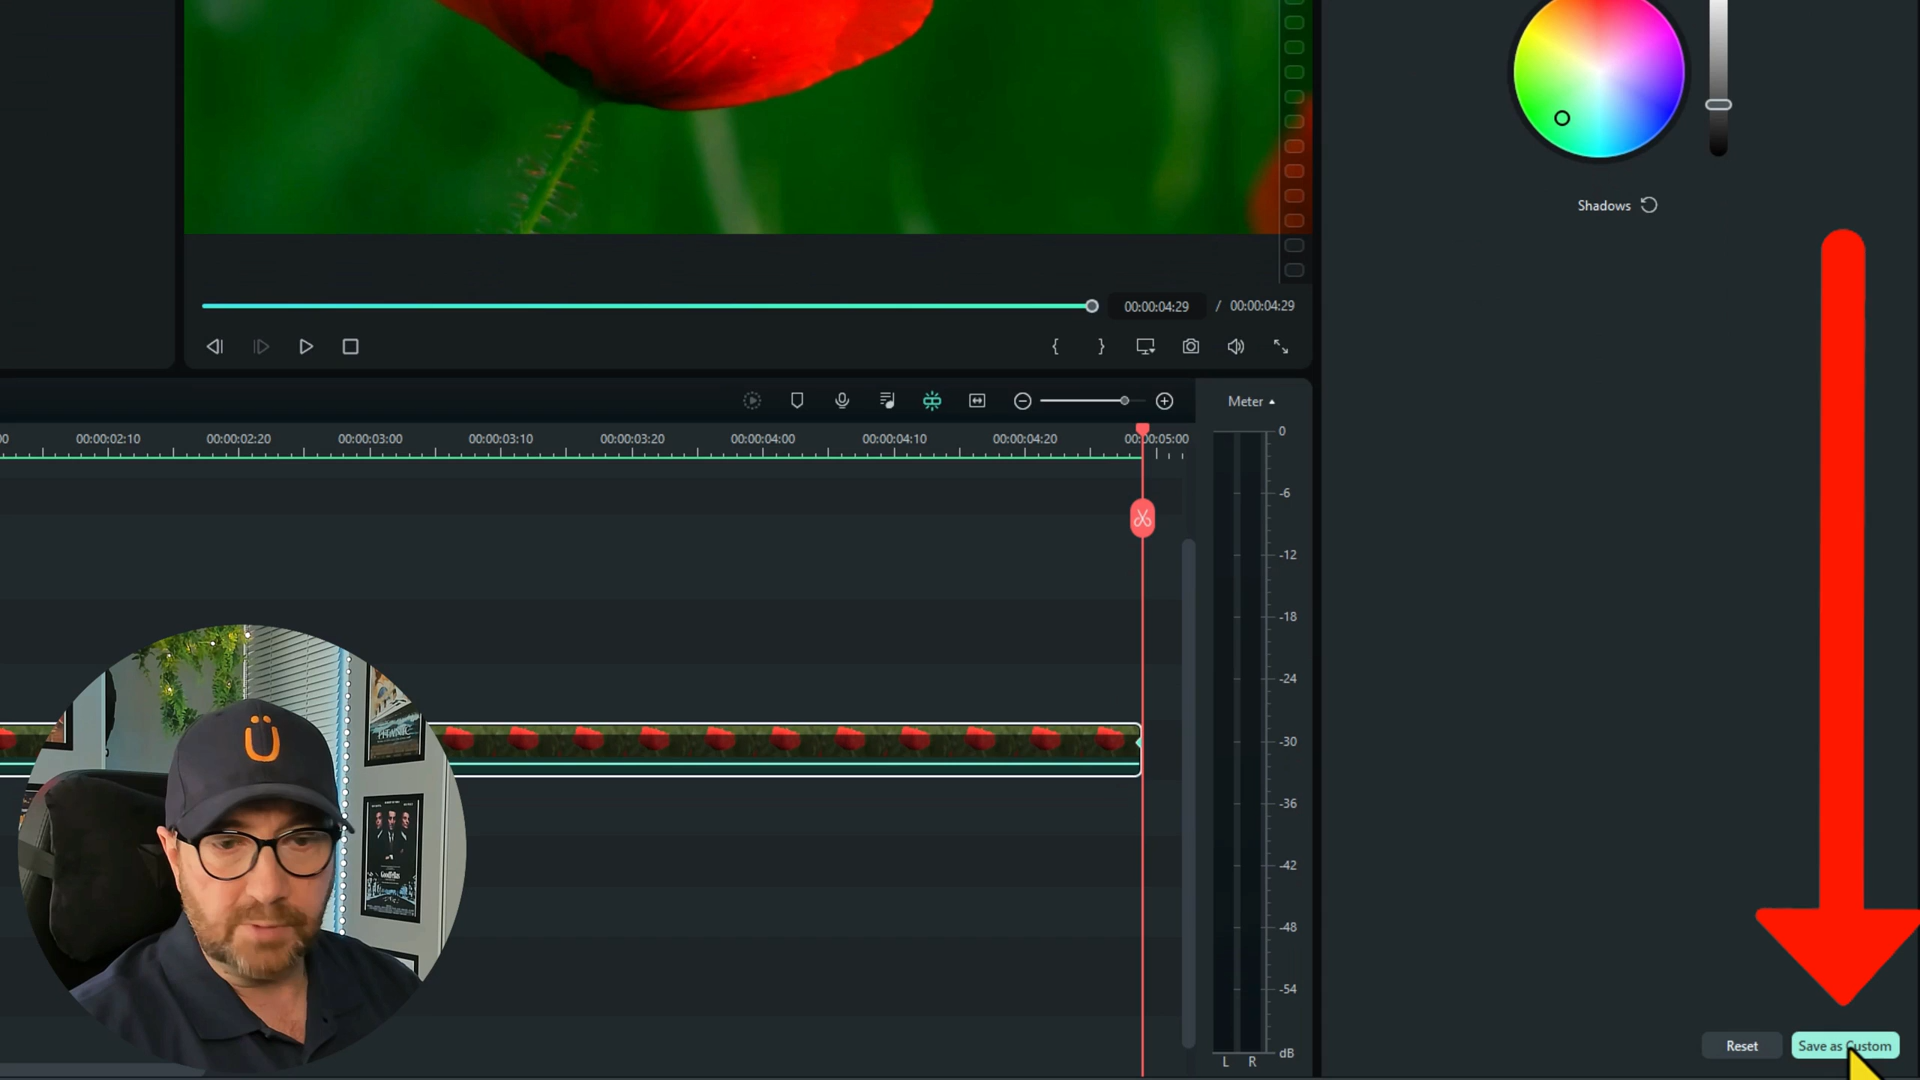 Shadows
00:00:04:29 / 00:00:04:29
{ }
Meter
00:00:02:10 00:00:02:20 00:00:03:00 00:00:03:10 00:00:03:20 00:00:04:00 00:00:04:10 00:00:04:20 00:00:05:00
0
-6
-12
-18
-24
-30
-36
-42
-48
-54
dB
L R
Ü
TITANIC
GoodFellas
Reset
Save as Custom